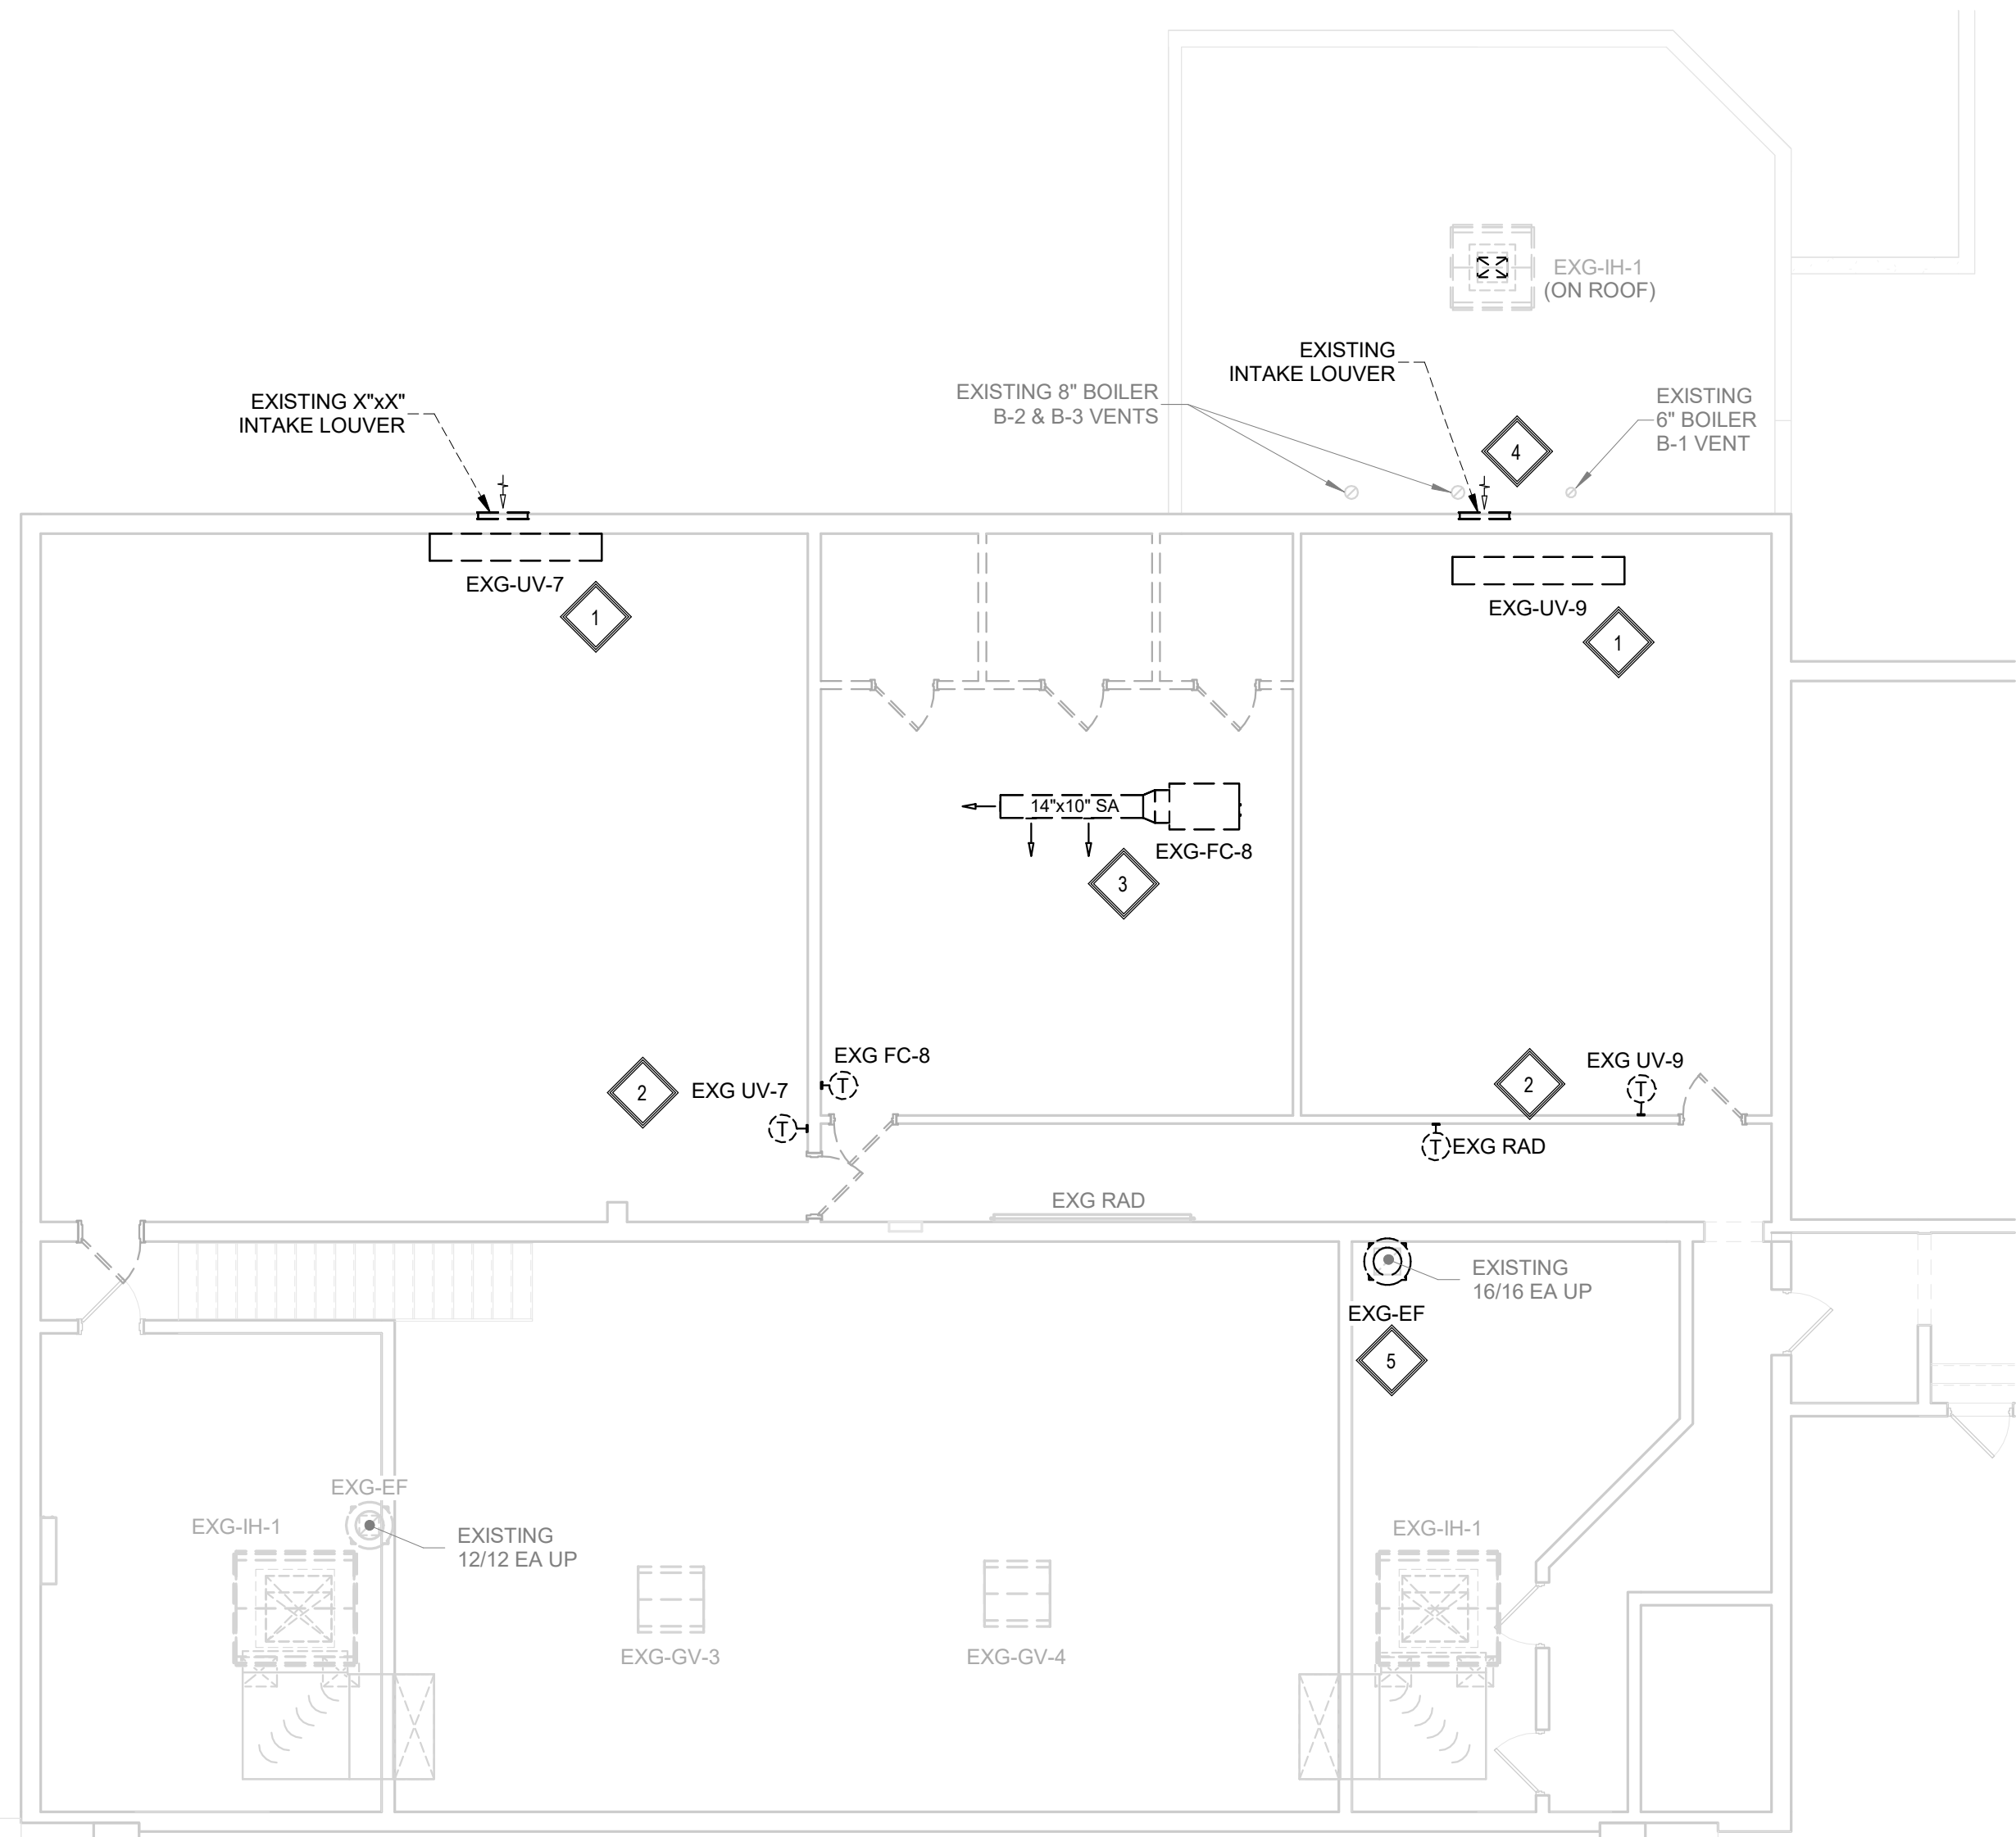 EXG-IH-1
(ON ROOF)
EXISTING
INTAKE LOUVER
EXISTING 8" BOILER
B-2 & B-3 VENTS
EXISTING
6" BOILER
B-1 VENT
EXISTING X"xX"
INTAKE LOUVER
4
EXG-UV-7
1
EXG-UV-9
1
14"x10" SA
EXG-FC-8
3
EXG FC-8
T
2
EXG UV-7
T
2
EXG UV-9
T
T
EXG RAD
EXG RAD
EXISTING
16/16 EA UP
EXG-EF
5
EXG-EF
EXG-IH-1
EXISTING
12/12 EA UP
EXG-IH-1
EXG-GV-3
EXG-GV-4